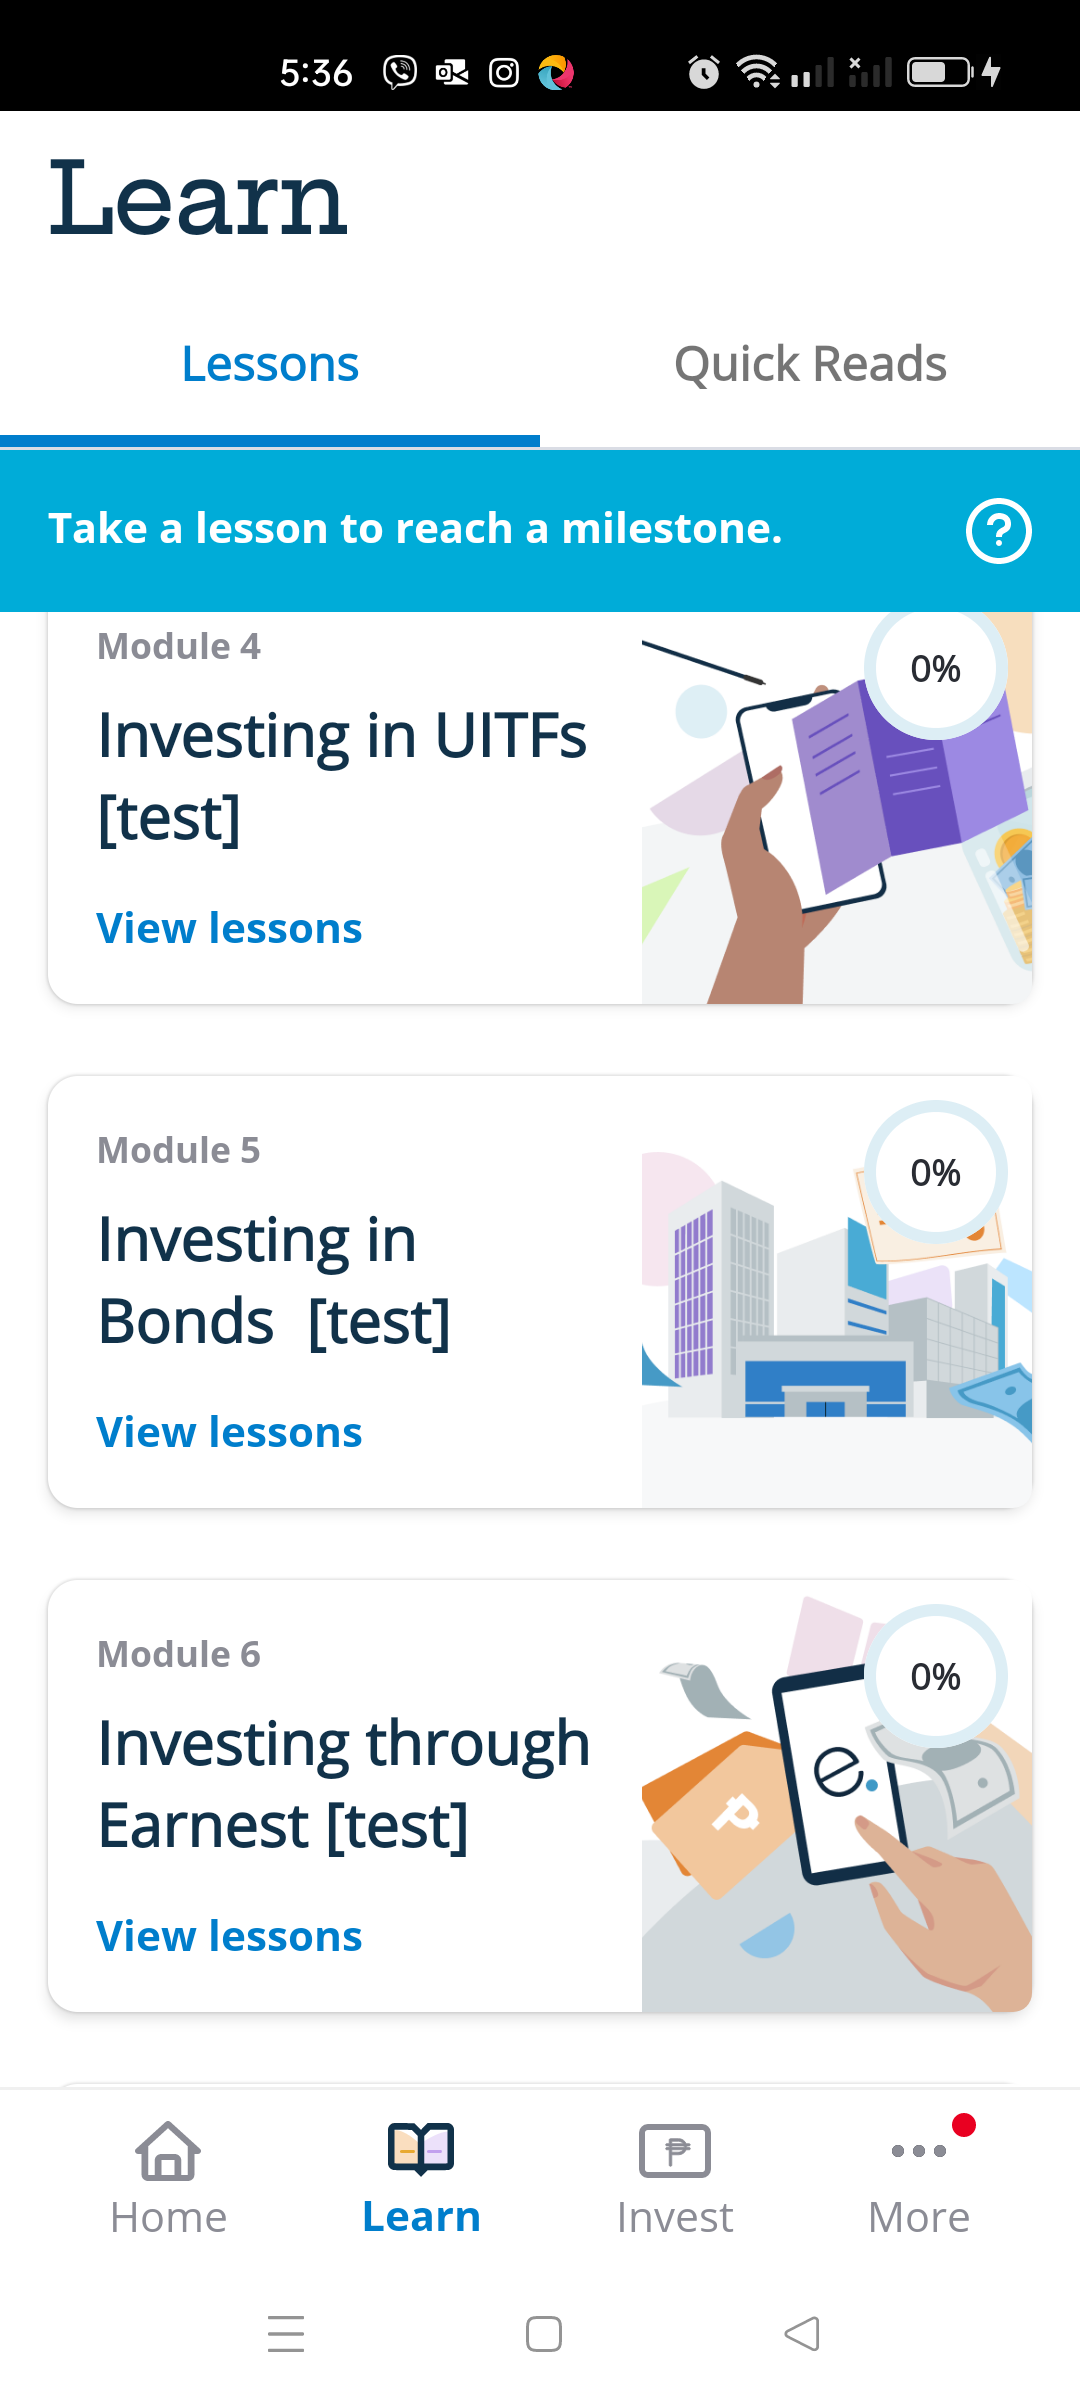 5:36
Learn
Lessons
Quick Reads
Take a lesson to reach a milestone.
Module 4
0%
Investing in UITFs
[test]
View lessons
Module 5
0%
Investing in
Bonds  [test]
View lessons
Module 6
0%
Investing through
Earnest [test]
View lessons
Home
Learn
Invest
More